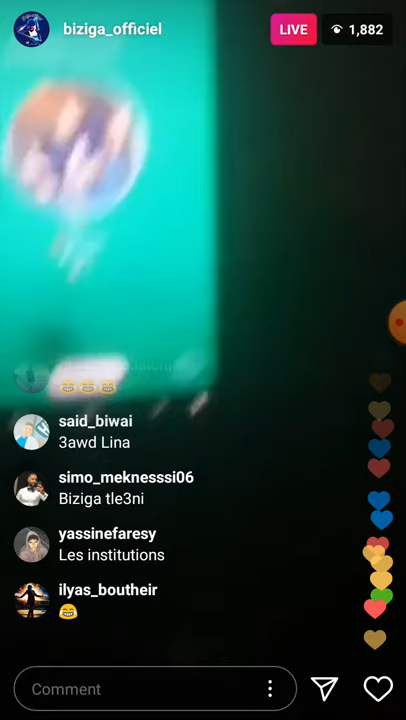 biziga_officiel
LIVE
1,882
😂😂😂
said_biwai
3awd Lina
simo_meknesssi06
Biziga tle3ni
yassinefaresy
Les institutions
ilyas_boutheir
😂
Comment